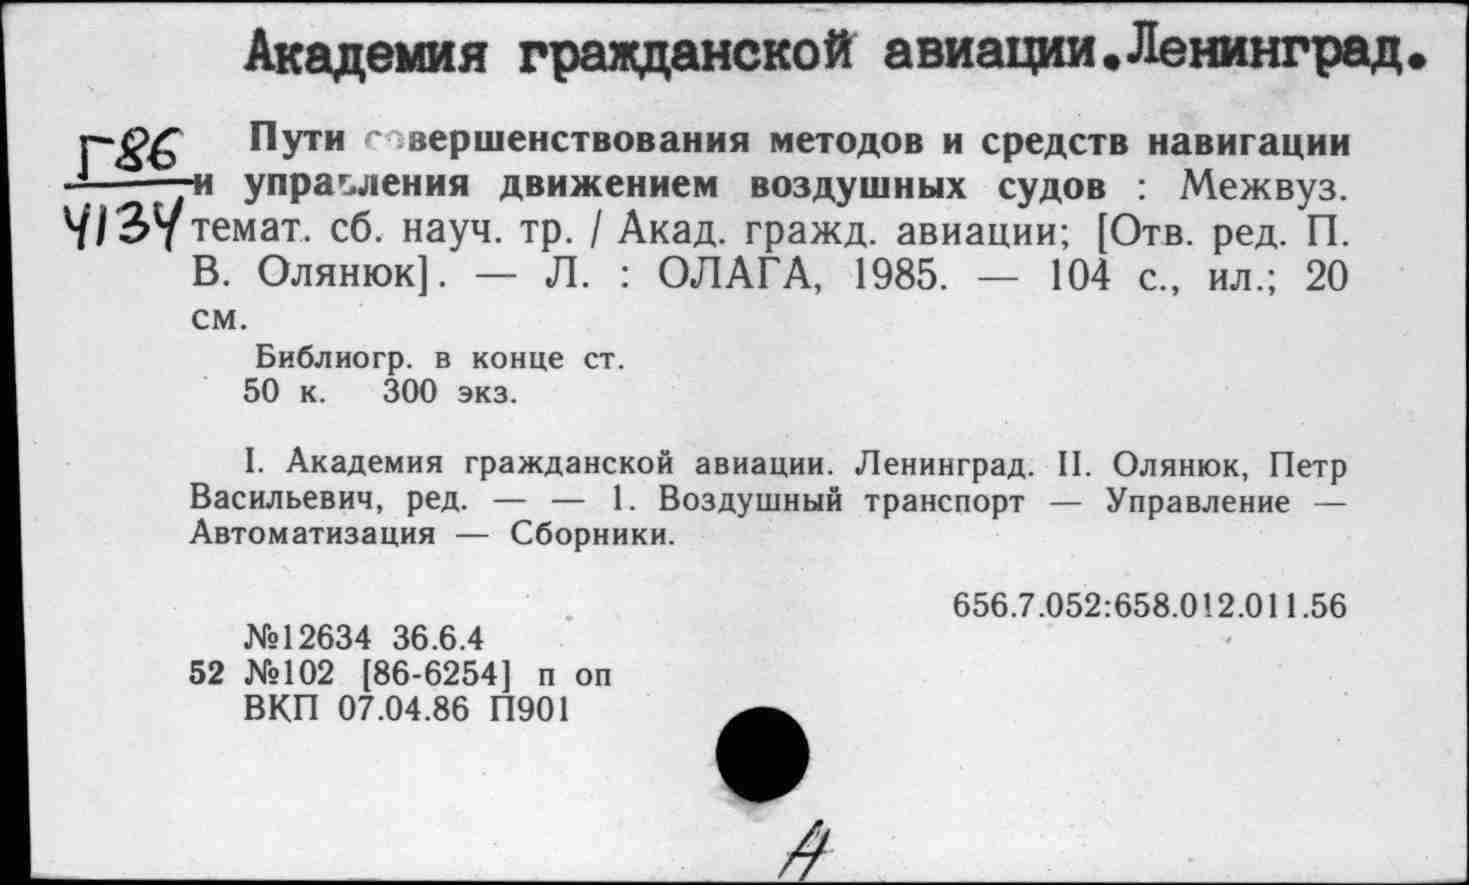 Академия гражданской авиации.Ленинград.
Г86
4134
Пути совершенствования методов и средств навигации
и управления движением воздушных судов : Межвуз.
темат. сб. науч. тр. / Акад. гражд. авиации; [Отв. ред. П.
В. Олянюк]. — Л. : ОЛАГА, 1985. — 104 с., ил.; 20
см.
Библиогр. в конце ст.
50 к. 300 экз.
I. Академия гражданской авиации. Ленинград. II. Олянюк, Петр
Васильевич, ред. — — 1. Воздушный транспорт — Управление —
Автоматизация — Сборники.
656.7.052:658.012.011.56
№12634 36.6.4
52 №102 [86-6254] п оп
ВКП 07.04.86 П901
А